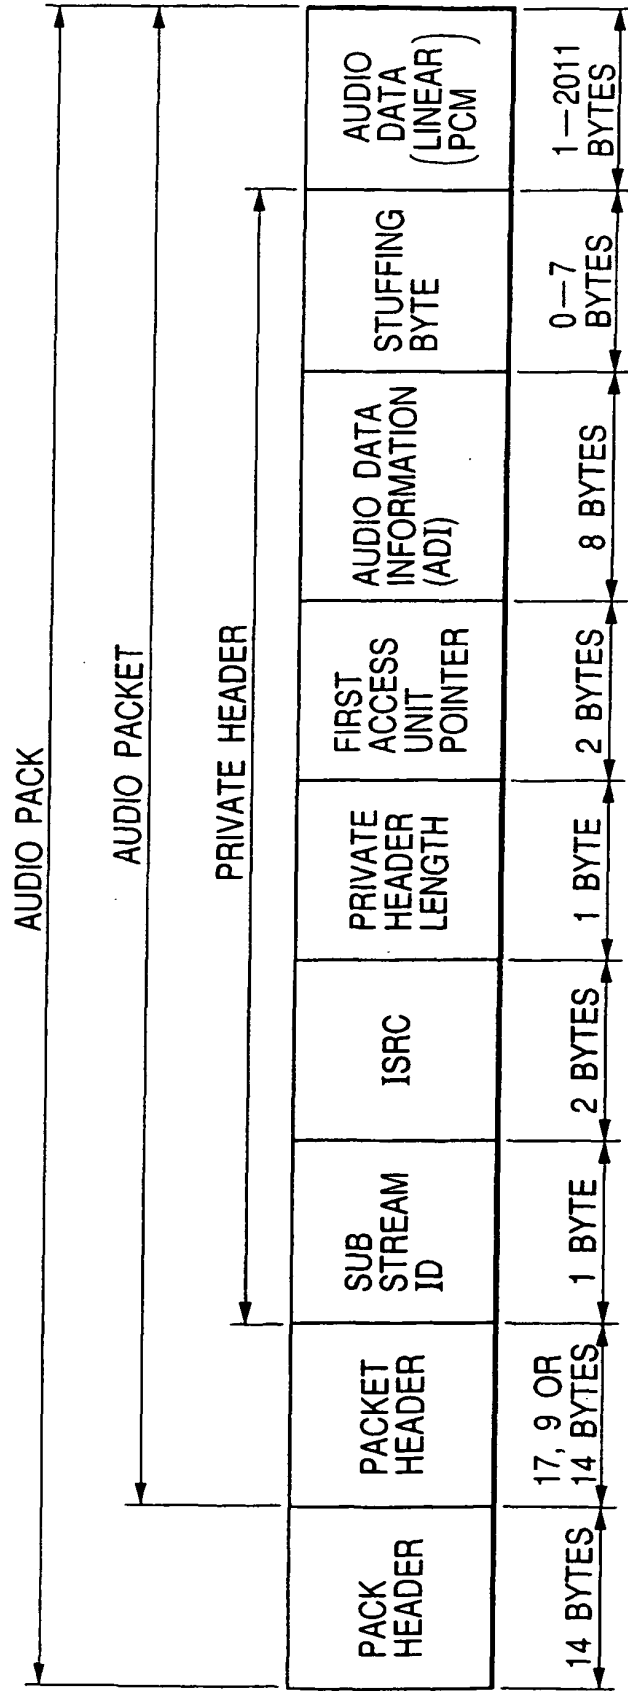 AUDIO PACK
AUDIO PACKET
PRIVATE HEADER
PACK
HEADER
PACKET
HEADER
SUB
STREAM
ID
ISRC
PRIVATE
HEADER
LENGTH
FIRST
ACCESS
UNIT
POINTER
AUDIO DATA
INFORMATION
(ADI)
STUFFING
BYTE
AUDIO
DATA
(LINEAR
PCM)
14 BYTES
17, 9 OR
14 BYTES
1 BYTE
2 BYTES
1 BYTE
2 BYTES
8 BYTES
0—7
BYTES
1—2011
BYTES